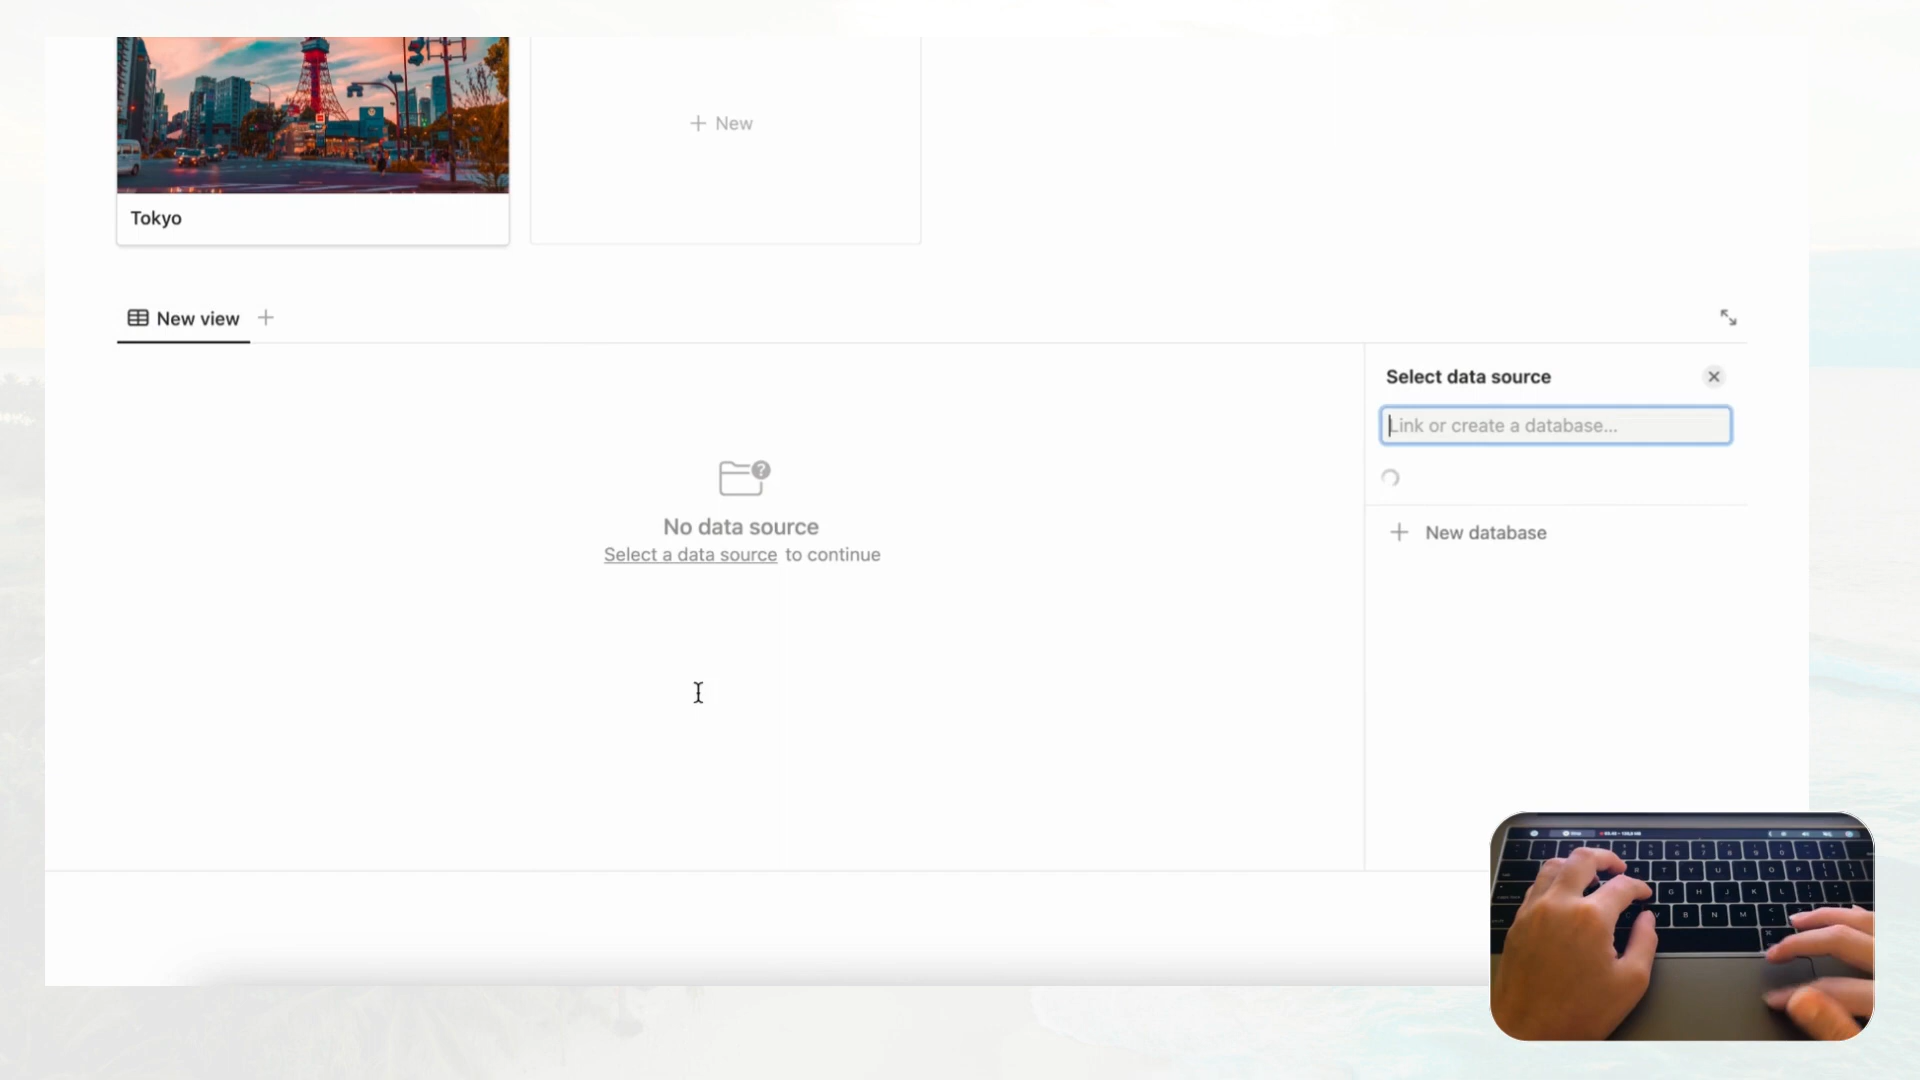 + New
Tokyo
New view +
Select data source
Link or create a database...
No data source
Select a data source to continue
+ New database
R T Y U I O P
G H J K L
C V B N M